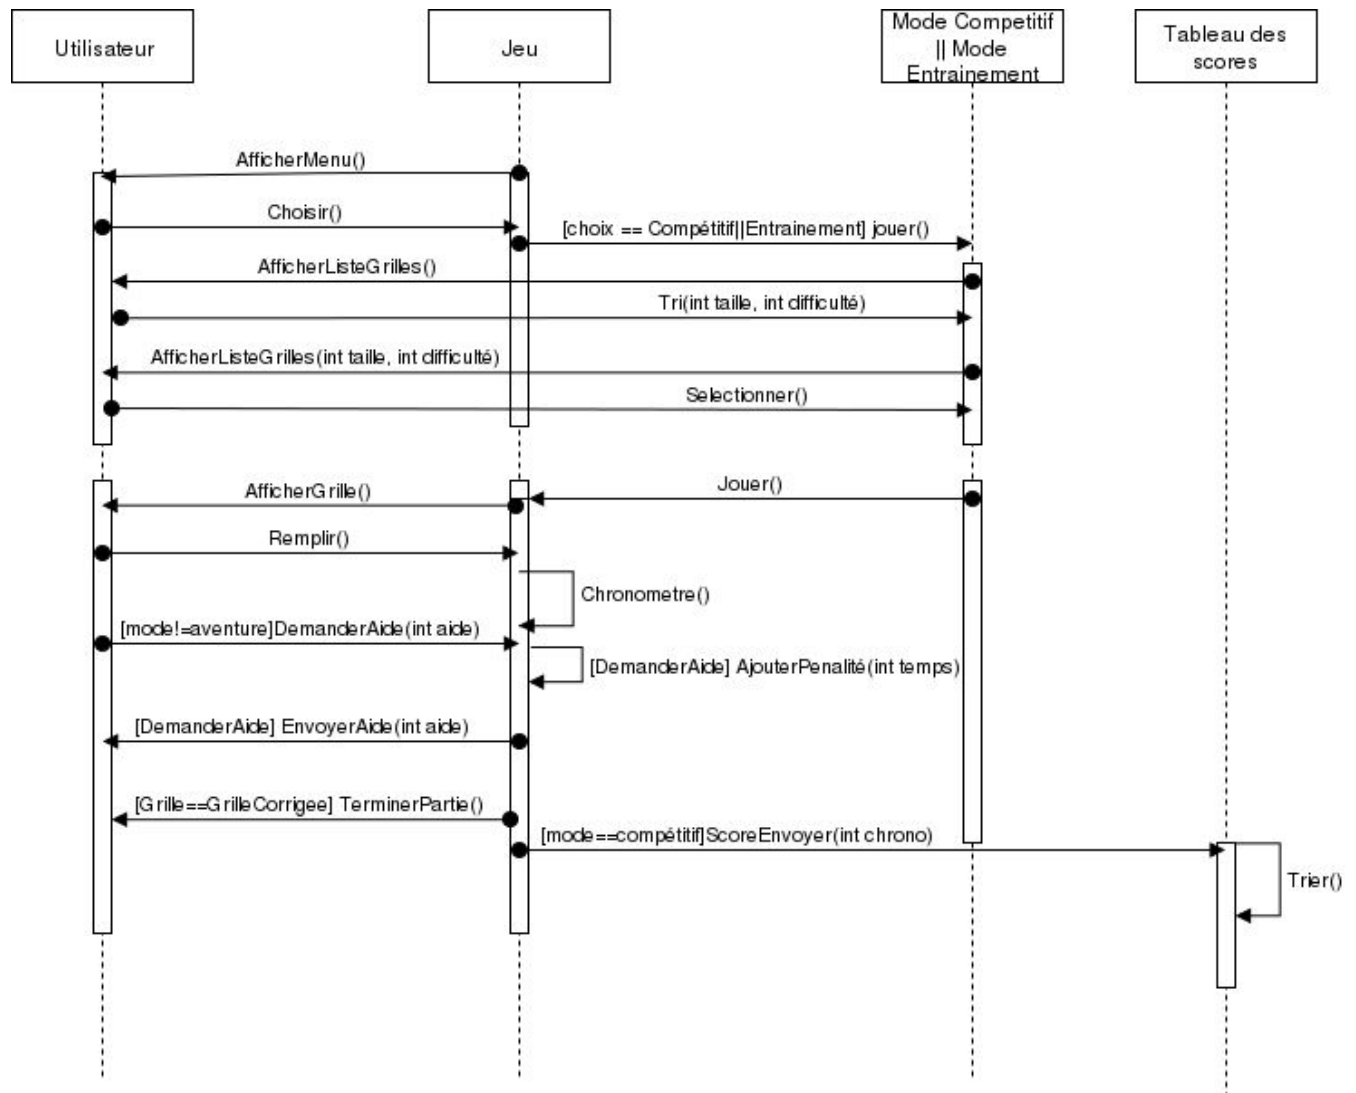 Utilisateur
Jeu
Mode Competitif
|| Mode
Entrainement
Tableau des
scores
AfficherMenu()
Choisir()
[choix == Compétitif||Entrainement] jouer()
AfficherListeGrilles()
Tri(int taille, int difficulté)
AfficherListeGrilles(int taille, int difficulté)
Selectionner()
Jouer()
AfficherGrille()
Remplir()
Chronometre()
[mode!=aventure]DemanderAide(int aide)
[DemanderAide] AjouterPenalité(int temps)
[DemanderAide] EnvoyerAide(int aide)
[Grille==GrilleCorrigee] TerminerPartie()
[mode==compétitif]ScoreEnvoyer(int chrono)
Trier()